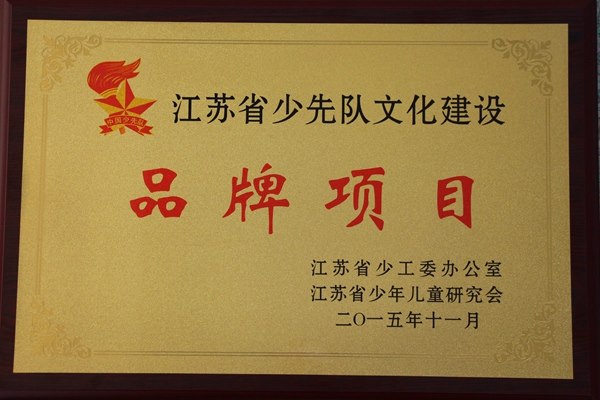 中国少先队
江苏省少先队文化建设
品牌项目
江苏省少工委办公室
江苏省少年儿童研究会
二〇一五年十一月